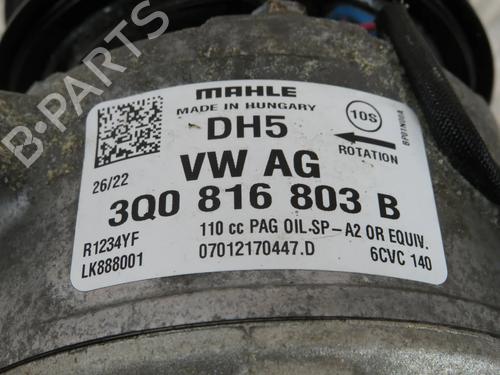 B-PARTS
MAHLE
MADE IN HUNGARY
10S
BP01N00A
DH5
ROTATION
VW AG
26/22
3Q0 816 803 B
R1234YF
110 cc PAG OIL.SP-A2 OR EQUIV.
LK888001
07012170447.D
6CVC 140